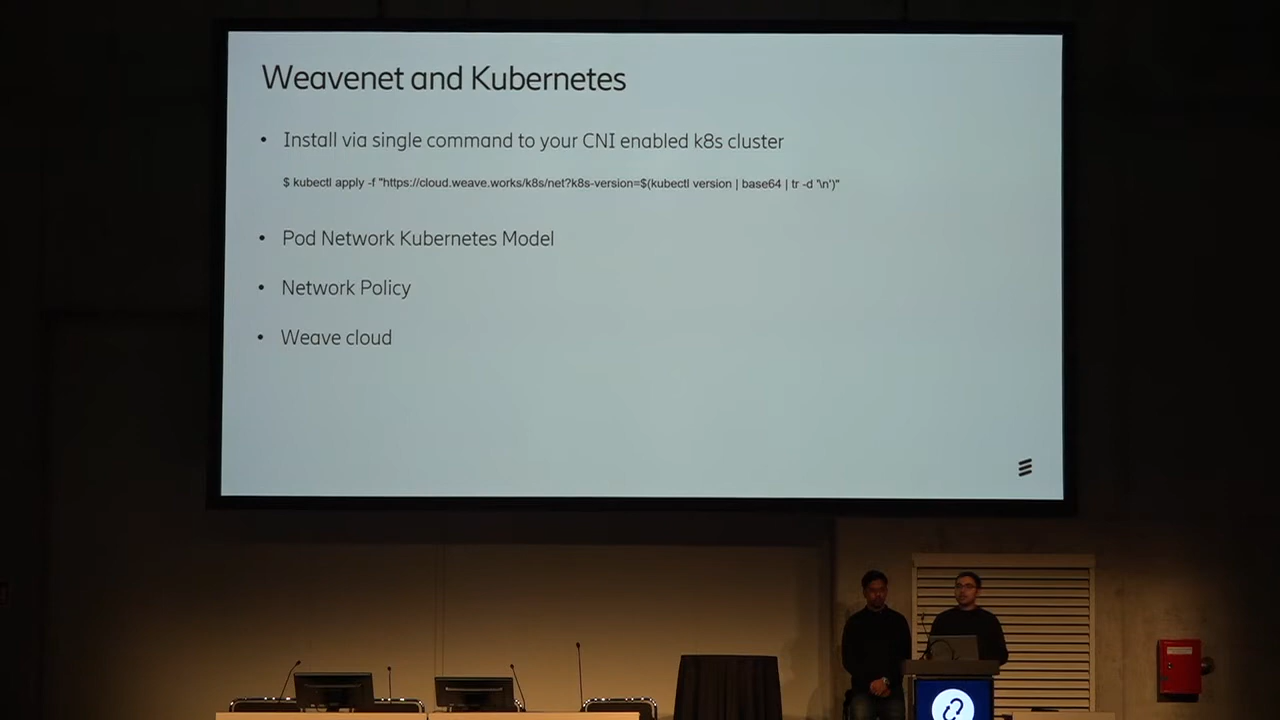 Weavenet and Kubernetes
• Install via single command to your CNI enabled k8s cluster
$ kubectl apply -f "https://cloud.weave.works/k8s/net?k8s-version=$(kubectl version | base64 | tr -d '\n')"
• Pod Network Kubernetes Model
• Network Policy
• Weave cloud